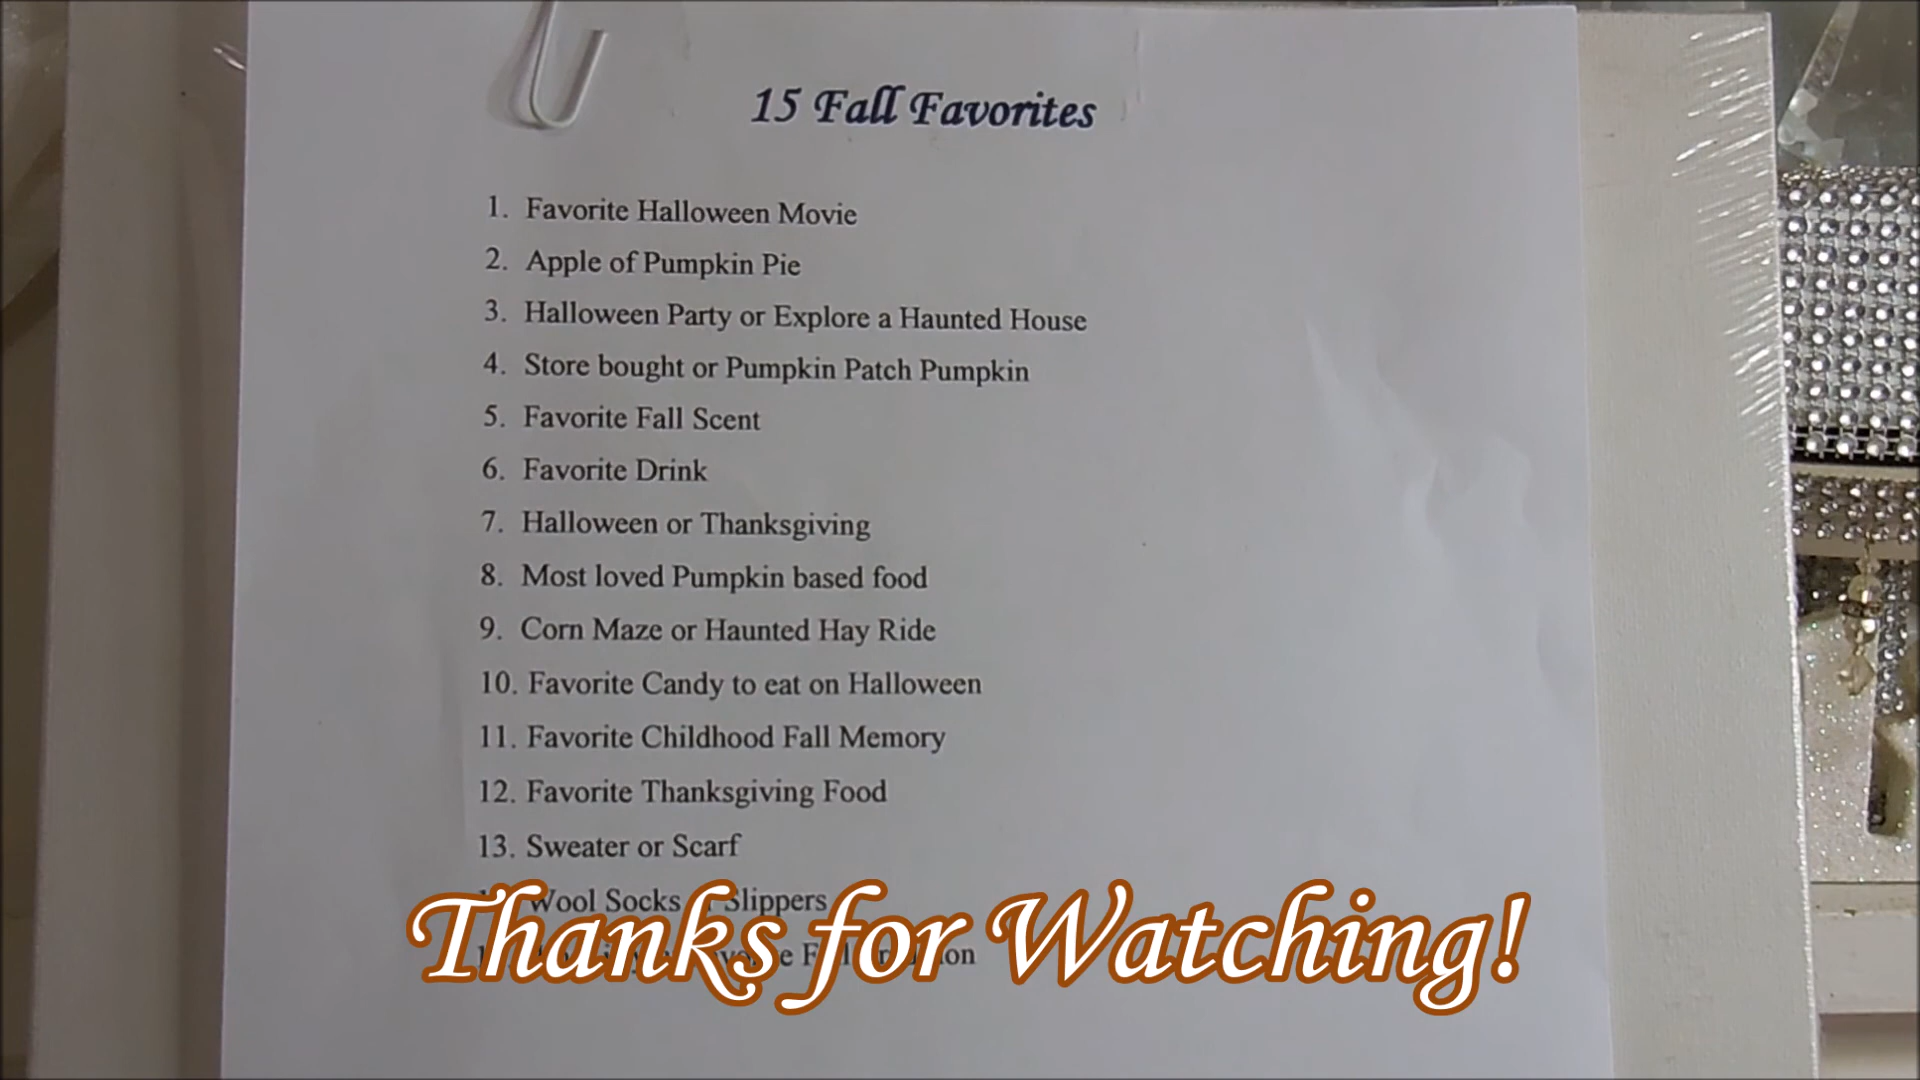 15 Fall Favorites
1. Favorite Halloween Movie
2. Apple of Pumpkin Pie
3. Halloween Party or Explore a Haunted House
4. Store bought or Pumpkin Patch Pumpkin
5. Favorite Fall Scent
6. Favorite Drink
7. Halloween or Thanksgiving
8. Most loved Pumpkin based food
9. Corn Maze or Haunted Hay Ride
10. Favorite Candy to eat on Halloween
11. Favorite Childhood Fall Memory
12. Favorite Thanksgiving Food
13. Sweater or Scarf
Wool Socks Slippers
Thanks for Watching!